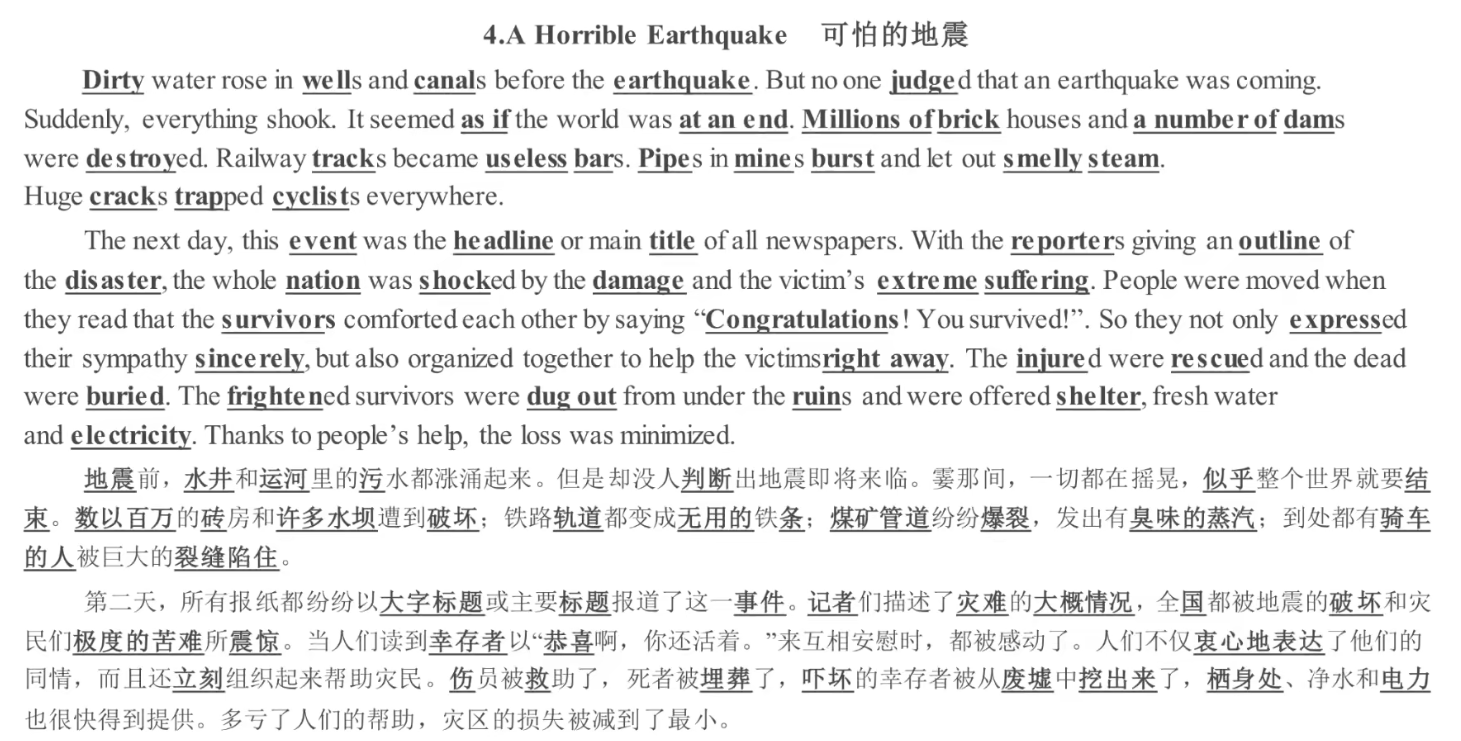 4.A Horrible Earthquake 可怕的地震
Dirty water rose in wells and canals before the earthquake. But no one judged that an earthquake was coming.
Suddenly, everything shook. It seemed as if the world was at an end. Millions of brick houses and a number of dams
were destroyed. Railway tracks became useless bars. Pipes in mines burst and let out smelly steam.
Huge cracks trapped cyclists everywhere.
The next day, this event was the headline or main title of all newspapers. With the reporters giving an outline of
the disaster, the whole nation was shocked by the damage and the victim's extreme suffering. People were moved when
they read that the survivors comforted each other by saying “Congratulations! You survived!”. So they not only expressed
their sympathy sincerely, but also organized together to help the victimsright away. The injured were rescued and the dead
were buried. The frightened survivors were dug out from under the ruins and were offered shelter, fresh water
and electricity. Thanks to people's help, the loss was minimized.
地震前，水井和运河里的污水都涨涌起来。但是却没人判断出地震即将来临。霎那间，一切都在摇晃，似乎整个世界就要结
束。数以百万的砖房和许多水坝遭到破坏；铁路轨道都变成无用的铁条；煤矿管道纷纷爆裂，发出有臭味的蒸汽；到处都有骑车
的人被巨大的裂缝陷住。
第二天，所有报纸都纷纷以大字标题或主要标题报道了这一事件。记者们描述了灾难的大概情况，全国都被地震的破坏和灾
民们极度的苦难所震惊。当人们读到幸存者以“恭喜啊，你还活着。”来互相安慰时，都被感动了。人们不仅衷心地表达了他们的
同情，而且还立刻组织起来帮助灾民。伤员被救助了，死者被埋葬了，吓坏的幸存者被从废墟中挖出来了，栖身处、净水和电力
也很快得到提供。多亏了人们的帮助，灾区的损失被减到了最小。